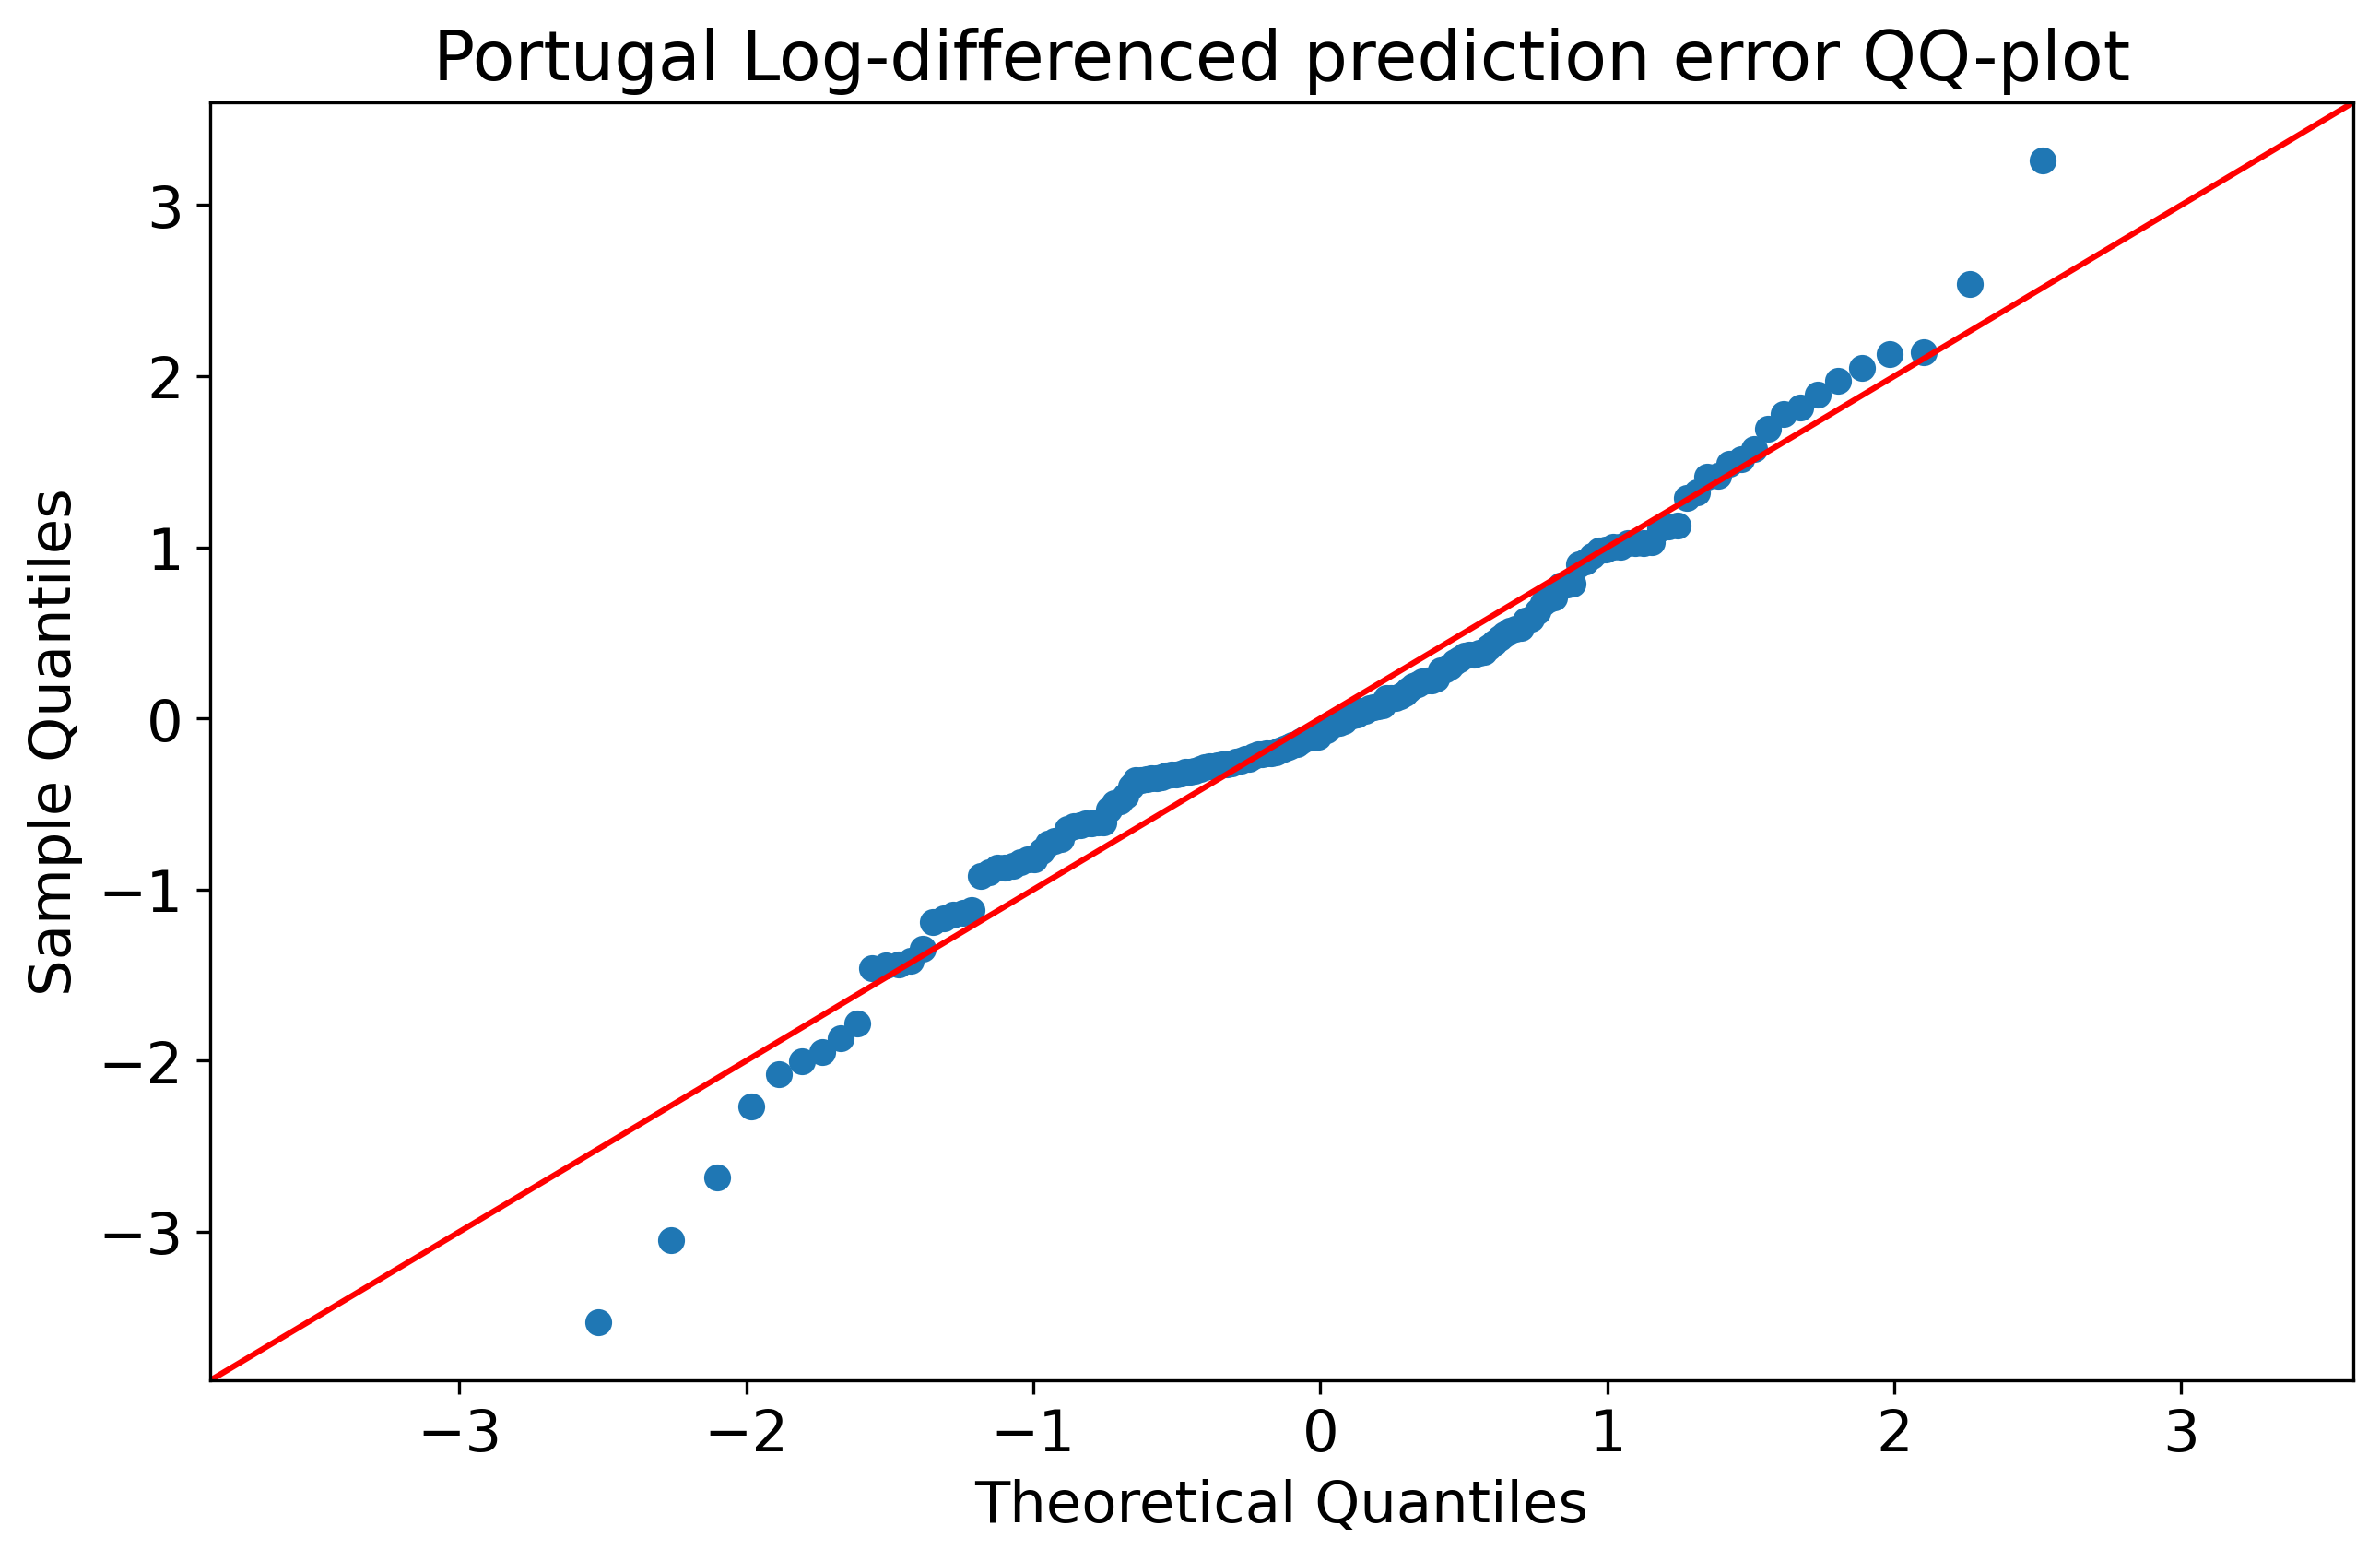 Portugal Log-differenced prediction error QQ-plot
3
2
1
0
−1
−2
−3
Sample Quantiles
−3 −2 −1 0 1 2 3
Theoretical Quantiles